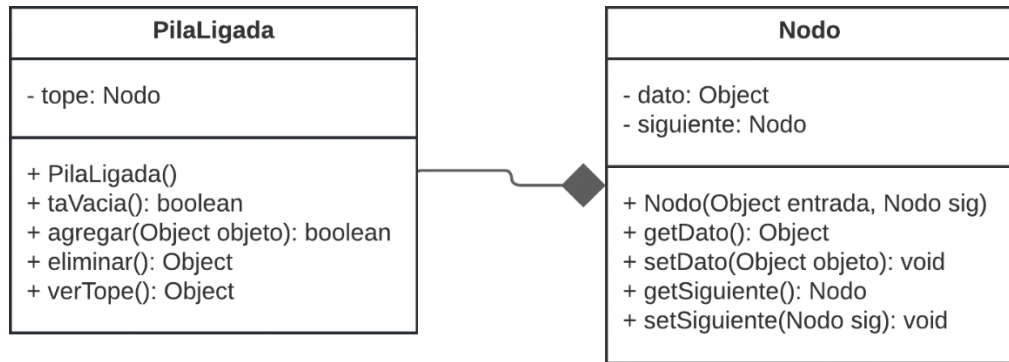 PilaLigada
- tope: Nodo
+ PilaLigada()
+ taVacia(): boolean
+ agregar(Object objeto): boolean
+ eliminar(): Object
+ verTope(): Object
Nodo
- dato: Object
- siguiente: Nodo
+ Nodo(Object entrada, Nodo sig)
+ getDato(): Object
+ setDato(Object objeto): void
+ getSiguiente(): Nodo
+ setSiguiente(Nodo sig): void